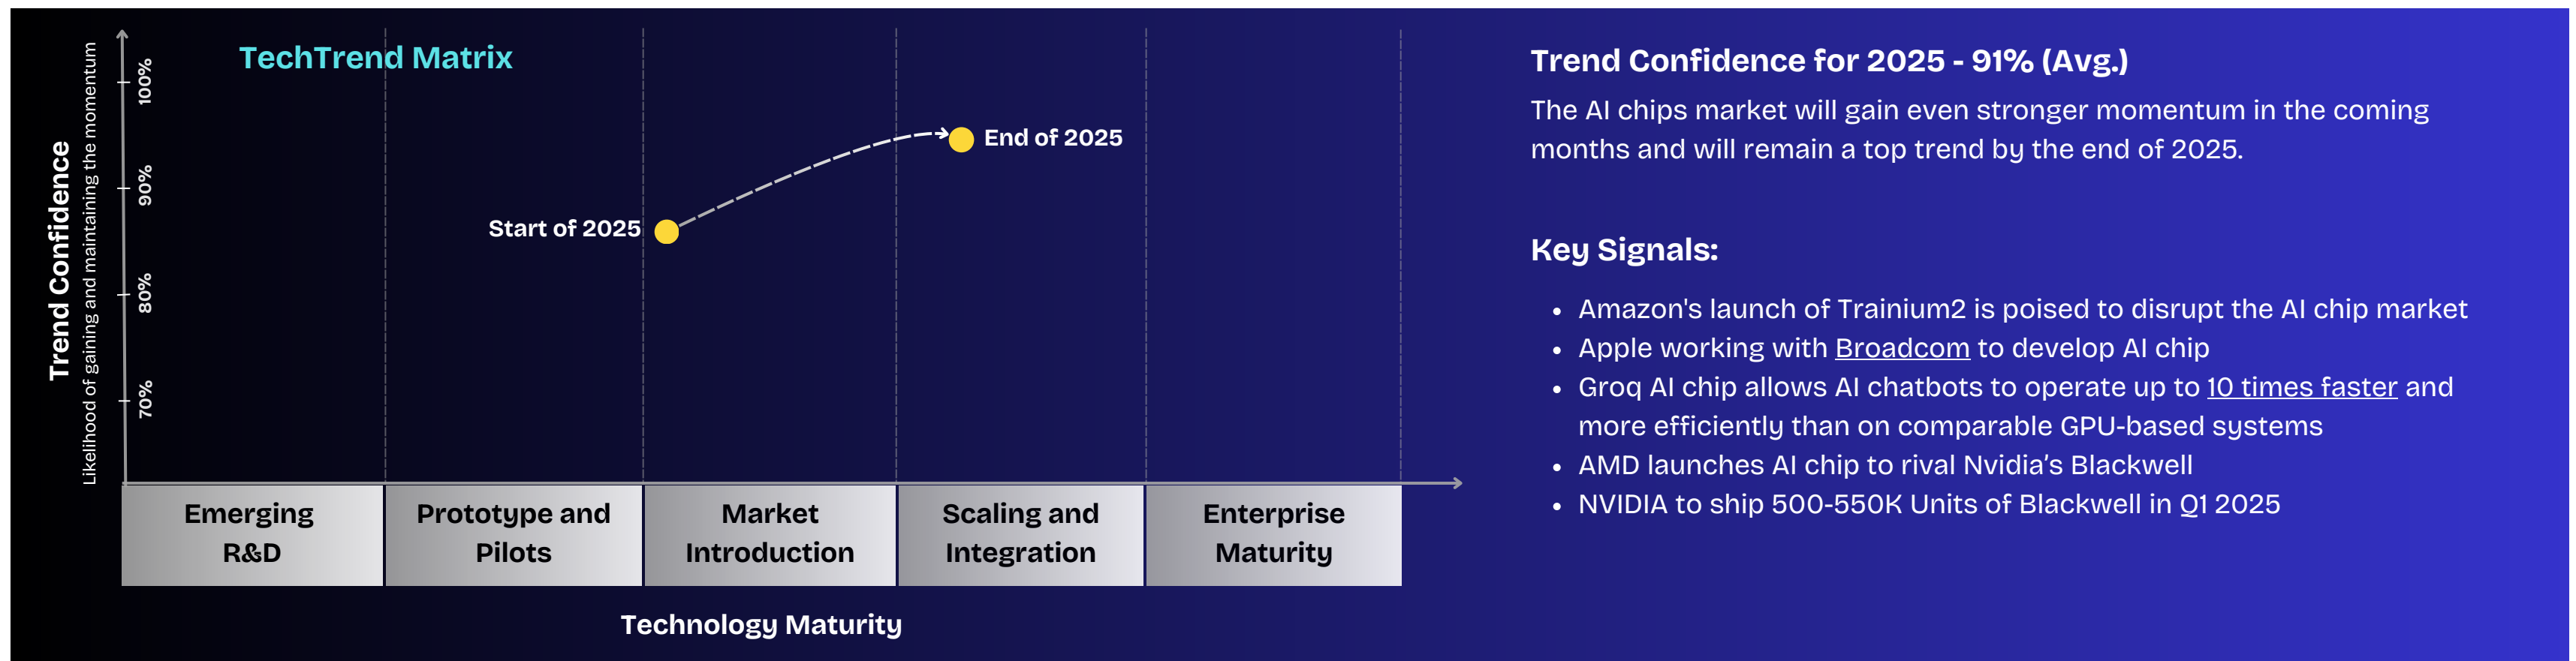 TechTrend Matrix
Trend Confidence
Likelihood of gaining and maintaining the momentum
100%
90%
80%
70%
Start of 2025
End of 2025
Emerging
R&D
Prototype and
Pilots
Market
Introduction
Scaling and
Integration
Enterprise
Maturity
Technology Maturity
Trend Confidence for 2025 - 91% (Avg.)
The AI chips market will gain even stronger momentum in the coming
months and will remain a top trend by the end of 2025.
Key Signals:
• Amazon's launch of Trainium2 is poised to disrupt the AI chip market
• Apple working with Broadcom to develop AI chip
• Groq AI chip allows AI chatbots to operate up to 10 times faster and
more efficiently than on comparable GPU-based systems
• AMD launches AI chip to rival Nvidia’s Blackwell
• NVIDIA to ship 500-550K Units of Blackwell in Q1 2025